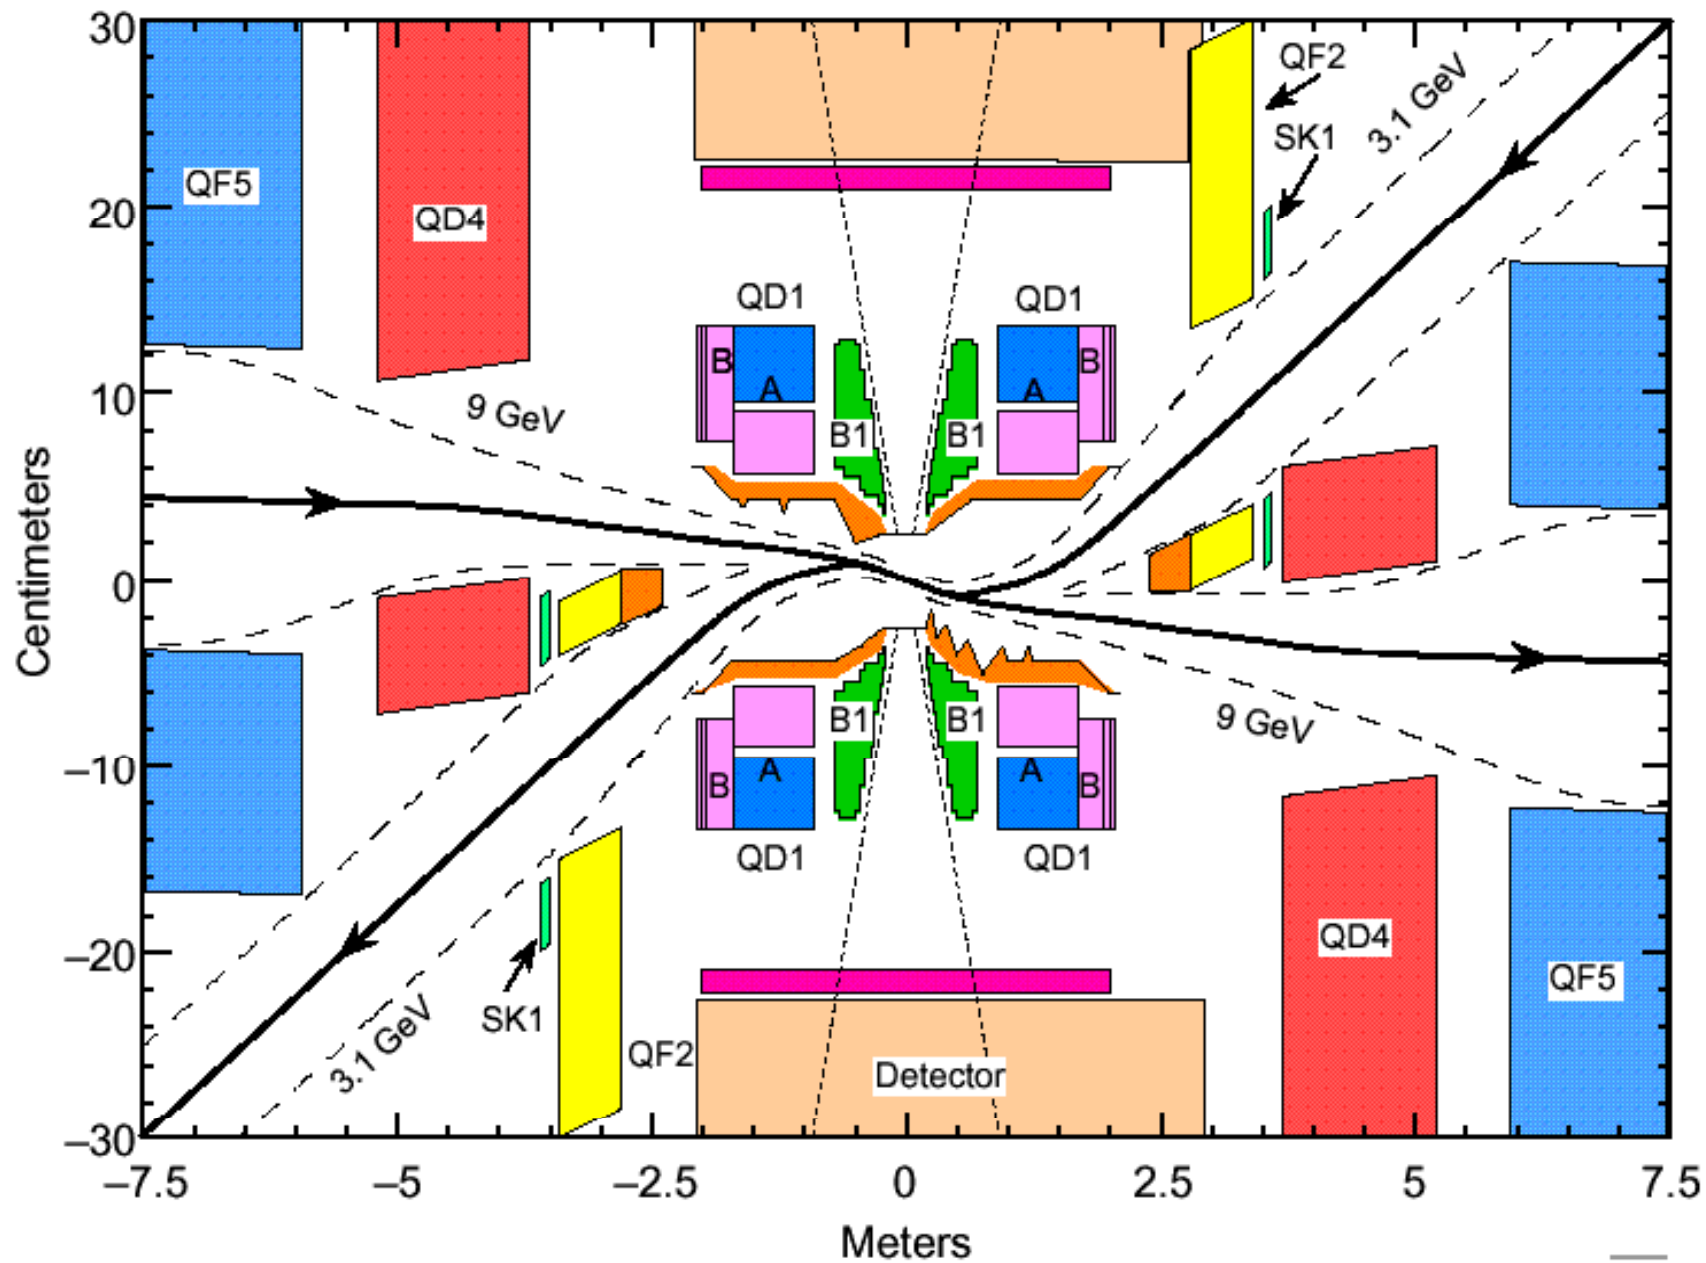 30
QF2
3.1 GeV
SK1
QF5
QD4
20
QD1
QD1
B
A
A
B
10
9 GeV
B1
B1
Centimeters
0
B1
B1
9 GeV
B
A
A
B
–10
QD1
QD1
QD4
–20
QF5
SK1
3.1 GeV
QF2
Detector
–30
–7.5
–5
–2.5
0
2.5
5
7.5
Meters